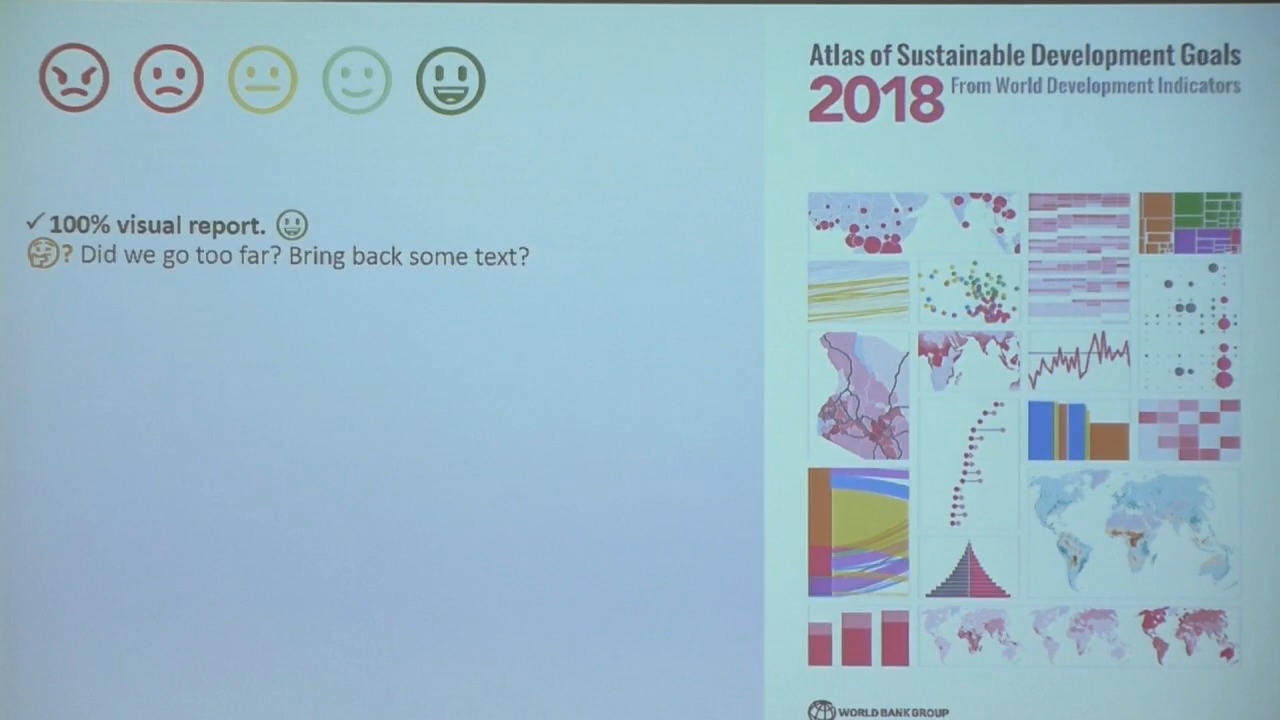 ✓ 100% visual report. 😃
🤔? Did we go too far? Bring back some text?
Atlas of Sustainable Development Goals
2018 From World Development Indicators
WORLD BANK GROUP